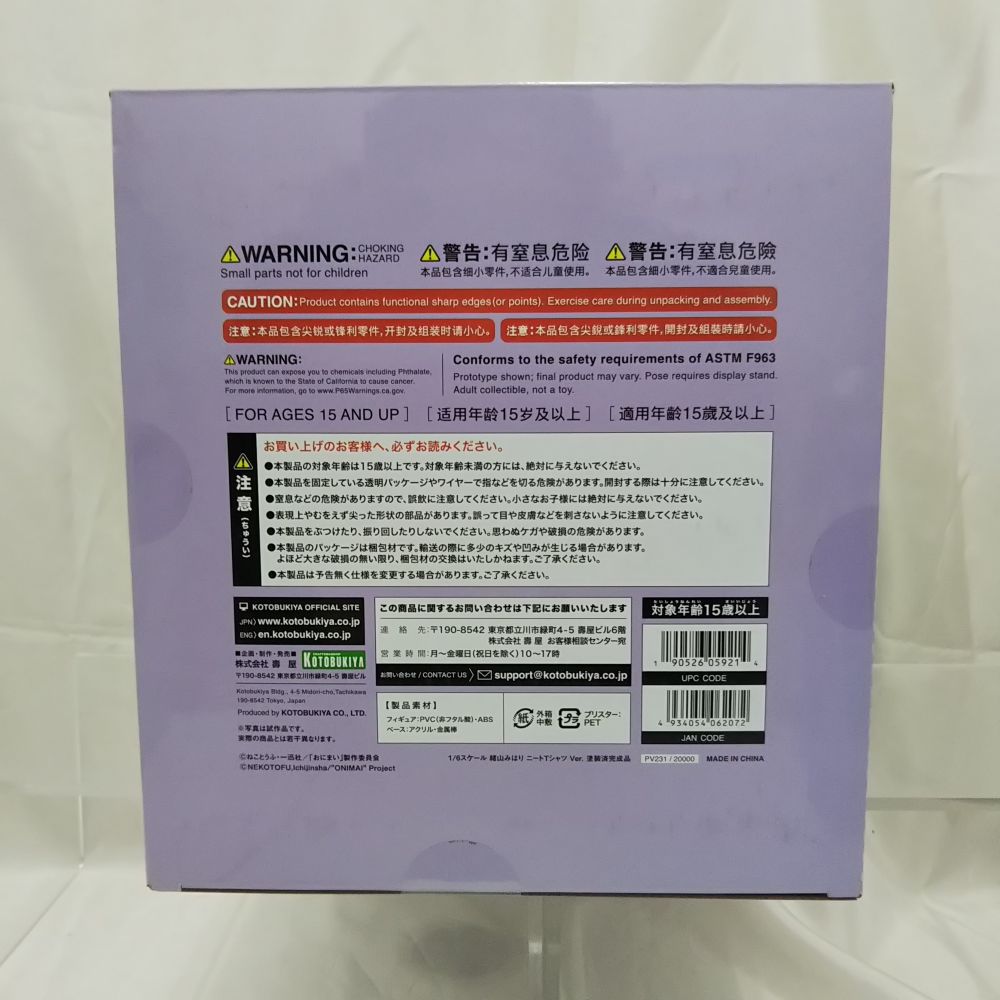 ⚠WARNING: CHOKING HAZARD
Small parts not for children
⚠警告:有窒息危险
本品包含细小零件,不适合儿童使用。
⚠警告:有窒息危險
本品包含細小零件,不適合兒童使用。
CAUTION:Product contains functional sharp edges(or points). Exercise care during unpacking and assembly.
注意:本品包含尖锐或锋利零件,开封及组装时请小心。
注意:本品包含尖銳或鋒利零件,開封及組裝時請小心。
⚠WARNING:
This product can expose you to chemicals including Phthalate,
which is known to the State of California to cause cancer.
For more information, go to www.P65Warnings.ca.gov.
Conforms to the safety requirements of ASTM F963
Prototype shown; final product may vary. Pose requires display stand.
Adult collectible, not a toy.
[FOR AGES 15 AND UP] [适用年龄15岁及以上] [適用年齡15歲及以上]
⚠注意(ちゅうい)
お買い上げのお客様へ、必ずお読みください。
●本製品の対象年齢は15歳以上です。対象年齢未満の方には、絶対に与えないでください。
●本製品を固定している透明パッケージやワイヤーで指などを切る危険があります。開封する際は十分に注意してください。
●窒息などの危険がありますので、誤飲に注意してください。小さなお子様には絶対に与えないでください。
●表現上やむをえず尖った形状の部品があります。誤って目や皮膚などを刺さないように注意してください。
●本製品をぶつけたり、振り回したりしないでください。思わぬケガや破損の危険があります。
●本製品のパッケージは梱包材です。輸送の際に多少のキズや凹みが生じる場合があります。
よほど大きな破損の無い限り、梱包材の交換はいたしかねます。ご了承ください。
●本製品は予告無く仕様を変更する場合があります。ご了承ください。
KOTOBUKIYA OFFICIAL SITE
JPN) www.kotobukiya.co.jp
ENG) en.kotobukiya.co.jp
■企画・制作・発売■
株式会社 壽 屋
KOTOBUKIYA
〒190-8542 東京都立川市緑町4-5 壽屋ビル
Kotobukiya Bldg., 4-5 Midori-cho,Tachikawa
190-8542 Tokyo, Japan
Produced by KOTOBUKIYA CO., LTD.
※写真は試作品です。
実際の商品とは若干異なります。
©ねことうふ・一迅社/「おにまい」製作委員会
©NEKOTOFU,Ichijinsha/"ONIMAI" Project
この商品に関するお問い合わせは下記にお願いいたします
連絡先:〒190-8542 東京都立川市緑町4-5 壽屋ビル6階
株式会社 壽 屋 お客様相談センター宛
営業時間:月〜金曜日(祝日を除く)10〜17時
お問い合わせ / CONTACT US support@kotobukiya.co.jp
【製品素材】
フィギュア:PVC(非フタル酸)・ABS
ベース:アクリル・金属棒
紙 外箱 中敷
プラ ブリスター: PET
対象年齢15歳以上
たいしょうねんれい さいいじょう
1 90526 05921 4
UPC CODE
4 934054 062072
JAN CODE
1/6スケール 緒山みはり ニートTシャツ Ver. 塗装済完成品
PV231 / 20000
MADE IN CHINA